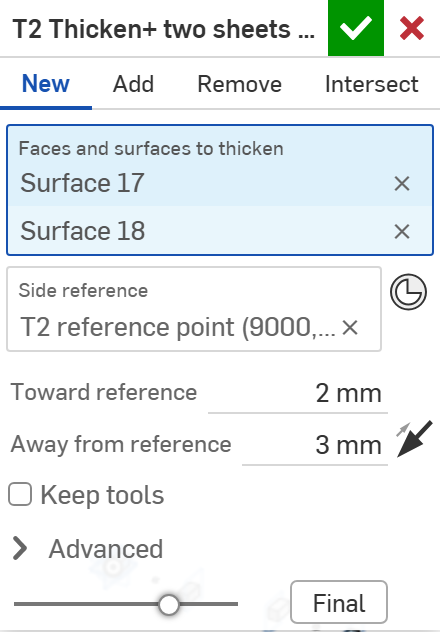 T2 Thicken+ two sheets ...
New Add Remove Intersect
Faces and surfaces to thicken
Surface 17
Surface 18
Side reference
T2 reference point (9000,...
Toward reference 2 mm
Away from reference 3 mm
Keep tools
Advanced
Final